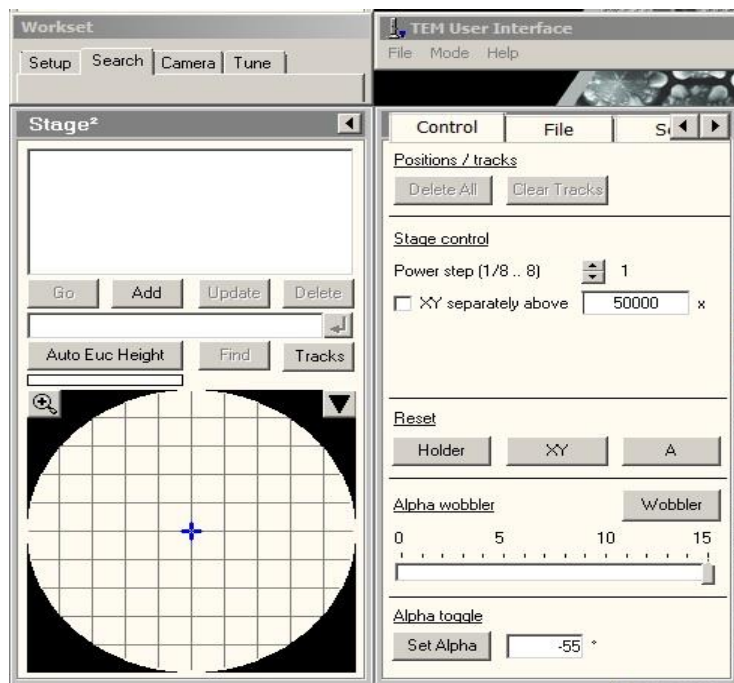 Workset
Setup Search Camera Tune
Stage²
Go Add Update Delete
Auto Euc Height Find Tracks
TEM User Interface
File Mode Help
Control File
Positions / tracks
Delete All Clear Tracks
Stage control
Power step (1/8 .. 8) 1
XY separately above 50000 x
Reset
Holder XY A
Alpha wobbler Wobbler
0 5 10 15
Alpha toggle
Set Alpha -55 °